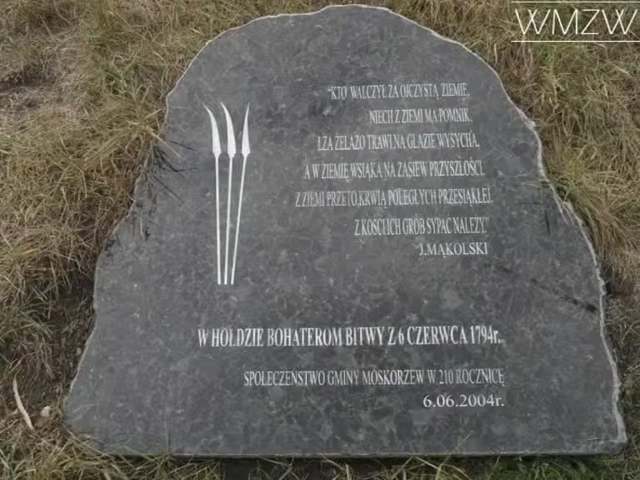 WMZW
"KTO WALCZYŁ ZA OJCZYSTĄ ZIEMIĘ,
NIECH Z ZIEMI MA POMNIK.
ŁZA ŻELAZO TRAWI, NA GŁAZIE WYSYCHA,
A W ZIEMIĘ WSIĄKA NA ZASIEW PRZYSZŁOŚCI.
Z ZIEMI PRZETO, KRWIĄ POLEGŁYCH PRZESIĄKŁEJ,
Z KOŚCI ICH GRÓB SYPAĆ NALEŻY."
J.MĄKOLSKI
W HOŁDZIE BOHATEROM BITWY Z 6 CZERWCA 1794r.
SPOŁECZEŃSTWO GMINY MOSKORZEW W 210 ROCZNICĘ
6.06.2004r.